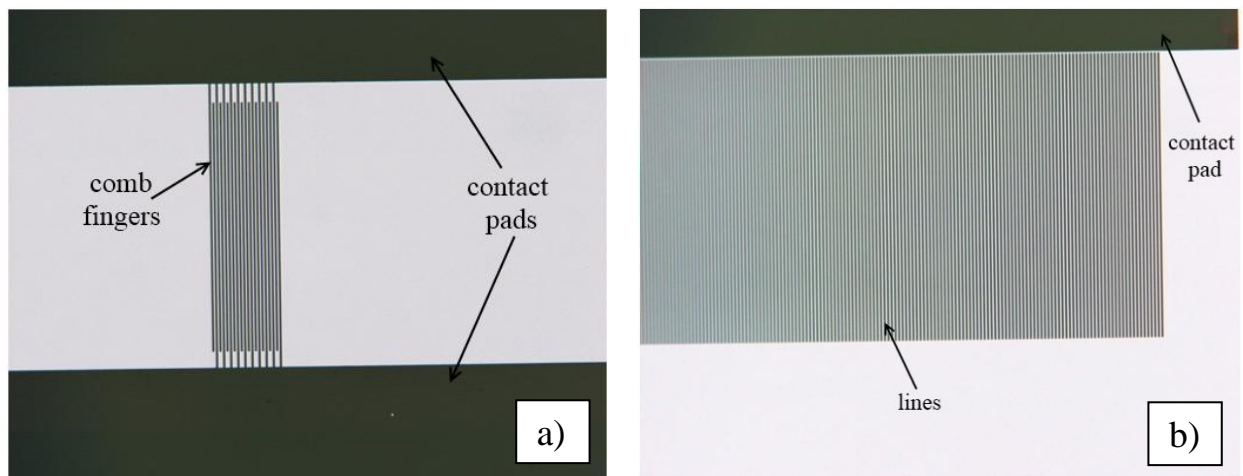 comb
fingers
contact
pads
a)
contact
pad
lines
b)